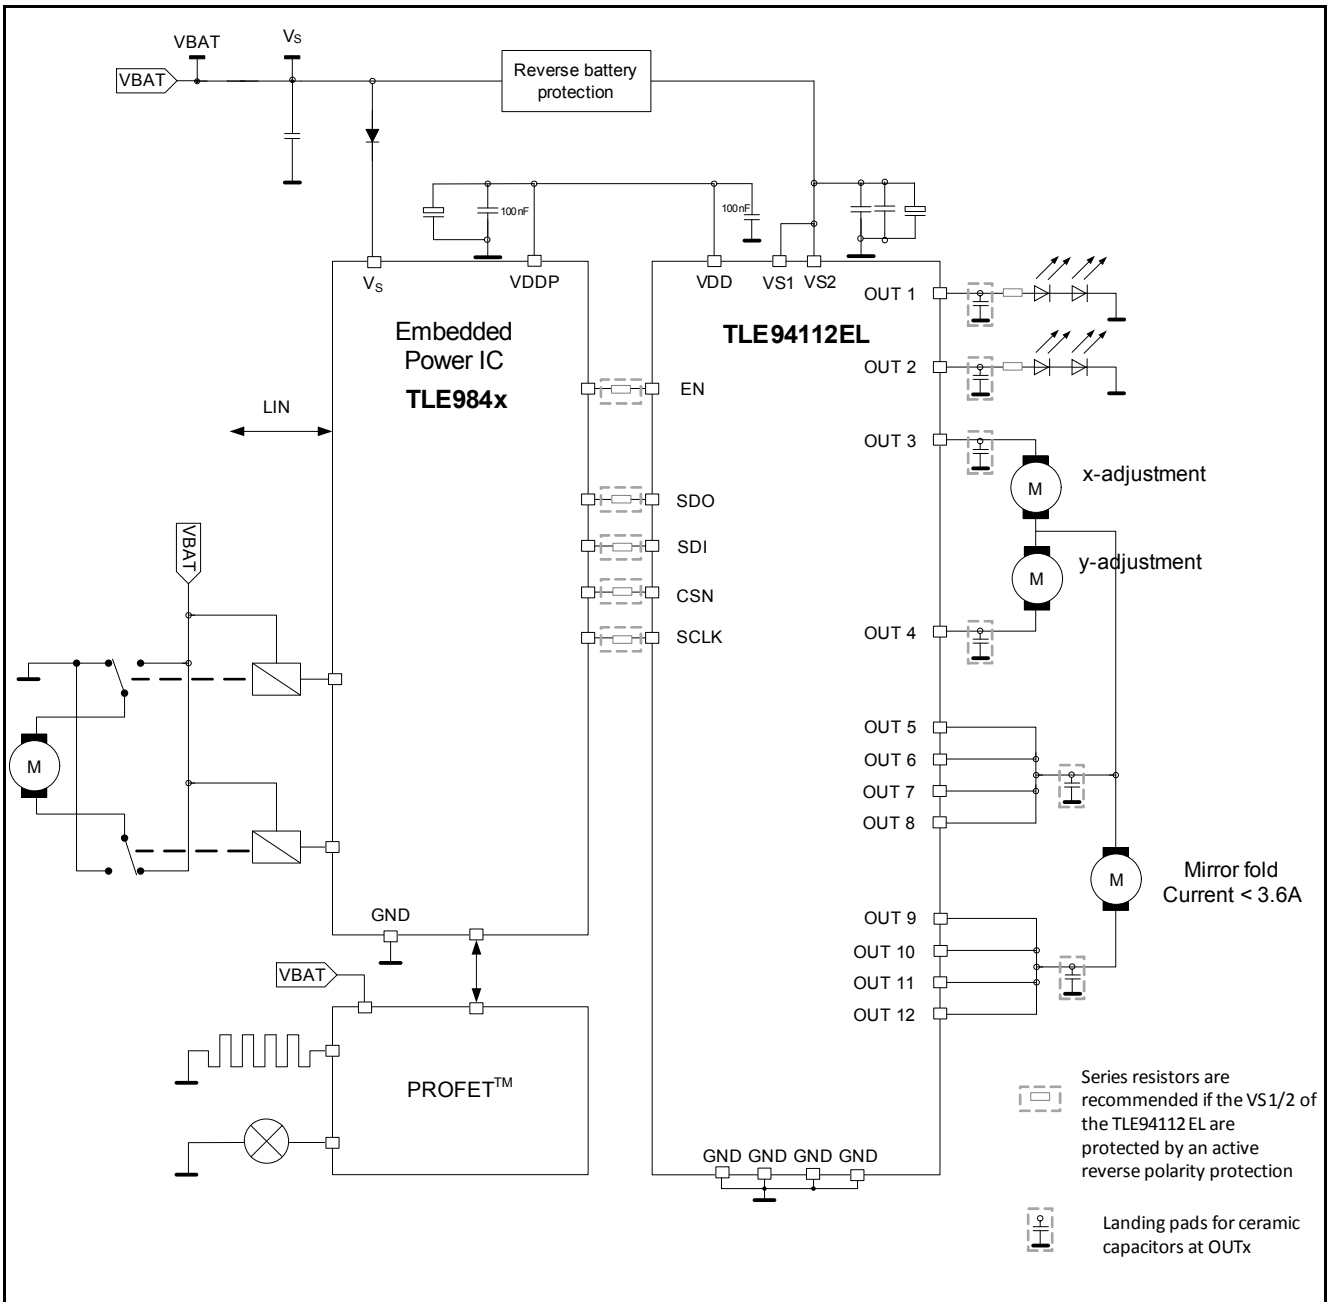 VBAT
VS
VBAT
Reverse battery
protection
100nF
100nF
VS
VDDP
VDD
VS1
VS2
OUT 1
Embedded
Power IC
TLE984x
TLE94112EL
OUT 2
EN
LIN
OUT 3
x-adjustment
M
SDO
VBAT
SDI
y-adjustment
M
CSN
SCLK
OUT 4
OUT 5
OUT 6
M
OUT 7
OUT 8
Mirror fold
Current < 3.6A
M
GND
OUT 9
OUT 10
VBAT
OUT 11
OUT 12
PROFET™
Series resistors are
recommended if the VS1/2 of
the TLE94112EL are
protected by an active
reverse polarity protection
GND GND GND GND
Landing pads for ceramic
capacitors at OUTx